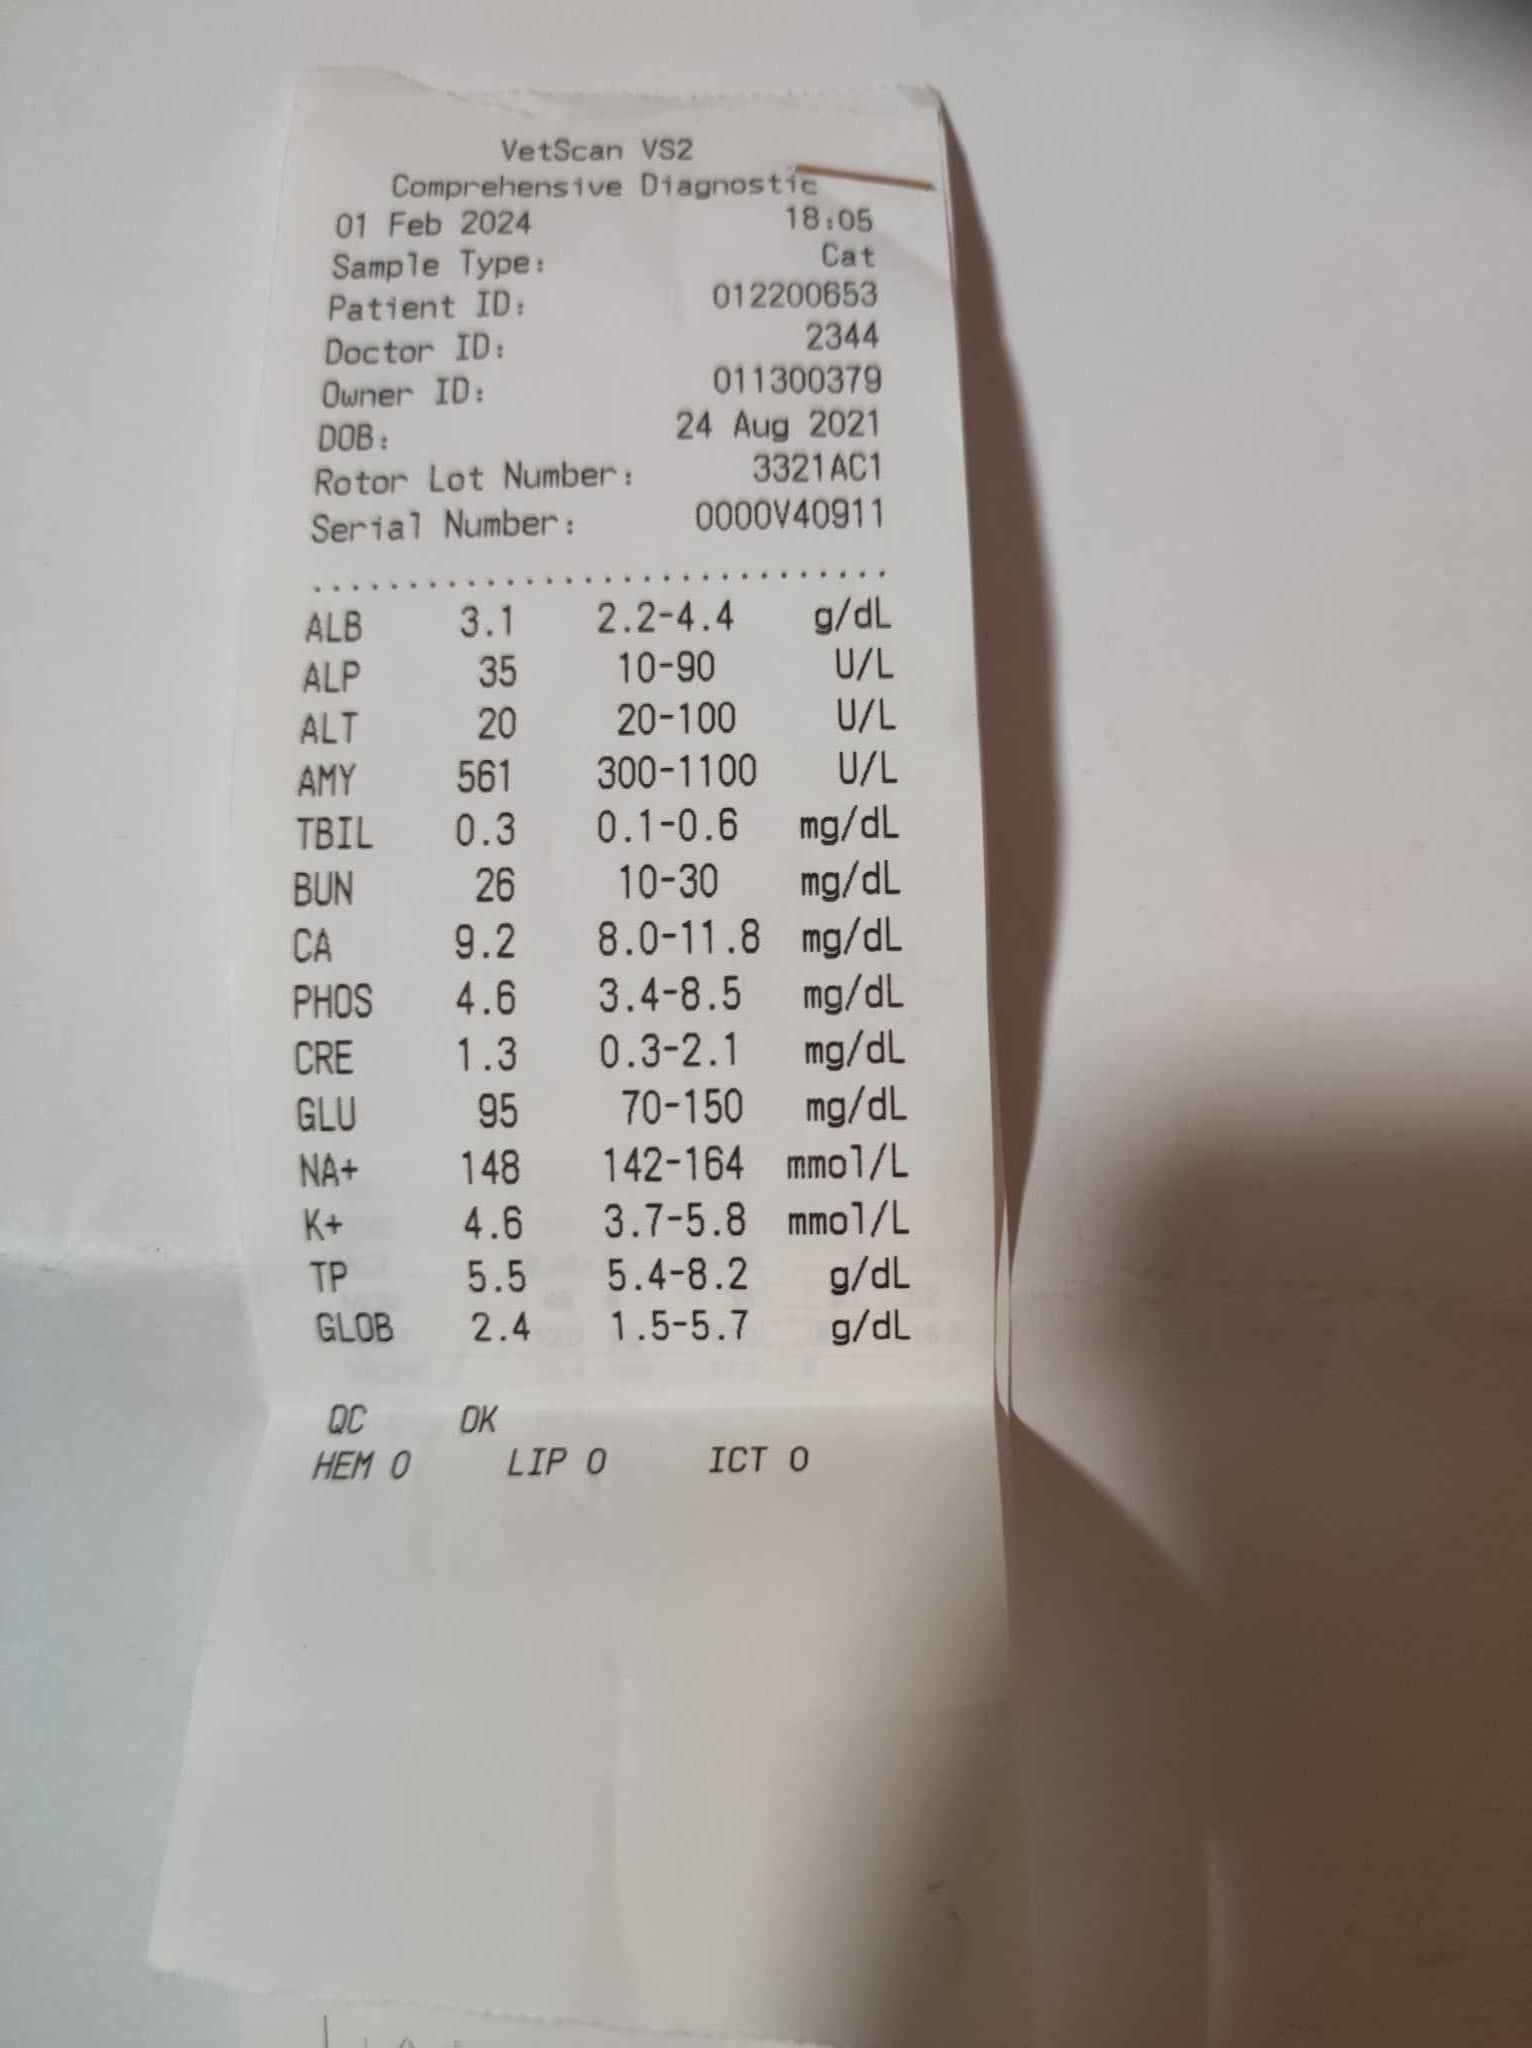 VetScan VS2
Comprehensive Diagnostic
01 Feb 2024 18:05
Sample Type: Cat
Patient ID: 012200653
Doctor ID: 2344
Owner ID: 011300379
DOB: 24 Aug 2021
Rotor Lot Number: 3321AC1
Serial Number: 0000V40911
..............................
ALB 3.1 2.2-4.4 g/dL
ALP 35 10-90 U/L
ALT 20 20-100 U/L
AMY 561 300-1100 U/L
TBIL 0.3 0.1-0.6 mg/dL
BUN 26 10-30 mg/dL
CA 9.2 8.0-11.8 mg/dL
PHOS 4.6 3.4-8.5 mg/dL
CRE 1.3 0.3-2.1 mg/dL
GLU 95 70-150 mg/dL
NA+ 148 142-164 mmol/L
K+ 4.6 3.7-5.8 mmol/L
TP 5.5 5.4-8.2 g/dL
GLOB 2.4 1.5-5.7 g/dL
QC OK
HEM 0 LIP 0 ICT 0